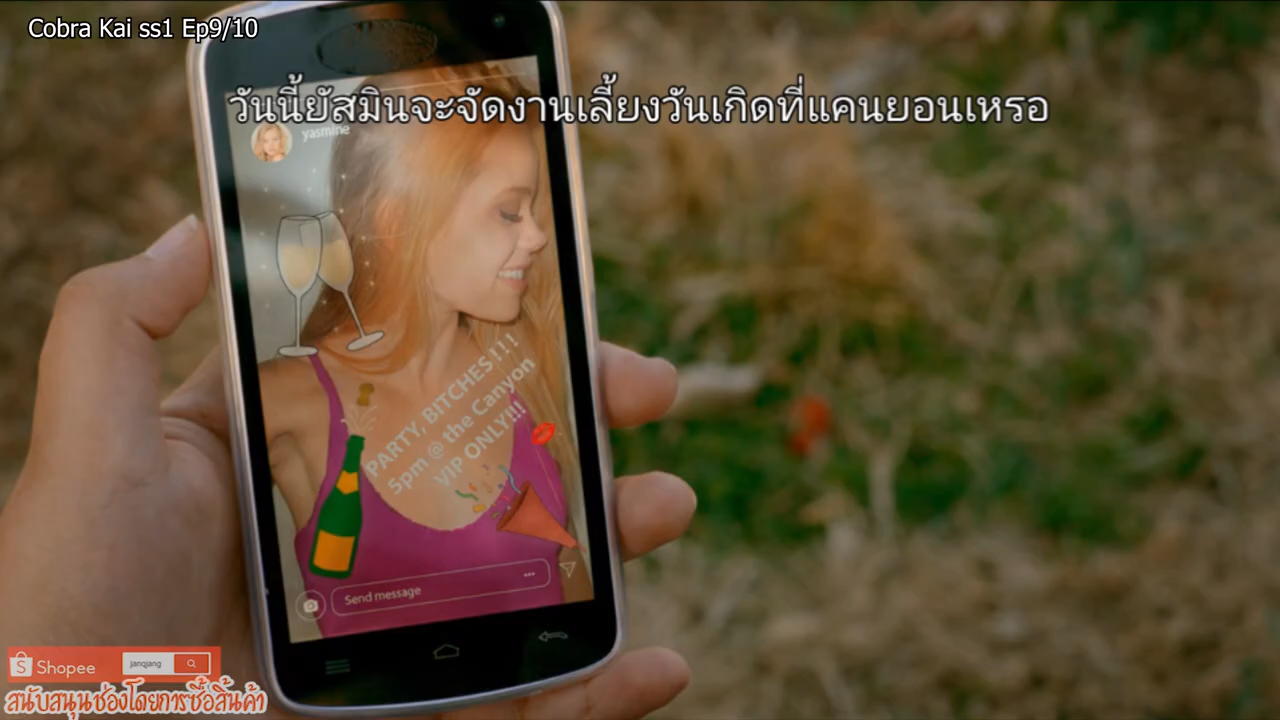 Cobra Kai ss1 Ep9/10
วันนี้ยัสมินจะจัดงานเลี้ยงวันเกิดที่แคนยอนเหรอ
yasmine
PARTY, BITCHES!!!
5pm @ the Canyon
VIP ONLY!!!
Send message
Shopee
janqjang
สนับสนุนช่องโดยการซื้อสิ้นค้า